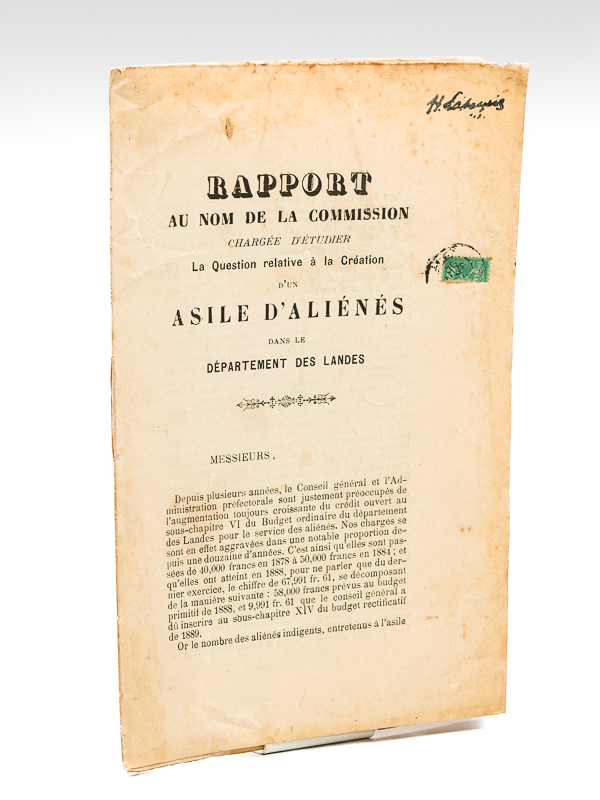 RAPPORT
AU NOM DE LA COMMISSION
CHARGÉE D'ÉTUDIER
La Question relative à la Création
D'UN
ASILE D'ALIÉNÉS
DANS LE
DÉPARTEMENT DES LANDES
MESSIEURS,
Depuis plusieurs années, le Conseil général et l'Ad-
ministration préfectorale sont justement préoccupés de
l'augmentation toujours croissante du crédit ouvert au
sous-chapitre VI du Budget ordinaire du département
des Landes pour le service des aliénés. Nos charges se
sont en effet aggravées dans une notable proportion de-
puis une douzaine d'années. C'est ainsi qu'elles sont pas-
sées de 40,000 francs en 1878 à 50,000 francs en 1884; et
qu'elles ont atteint en 1888, pour ne parler que du der-
nier exercice, le chiffre de 67,991 fr. 61, se décomposant
de la manière suivante : 58,000 francs prévus au budget
primitif de 1888, et 9,991 fr. 61 que le conseil général a
dû inscrire au sous-chapitre XIV du budget rectificatif
de 1889.
Or le nombre des aliénés indigents, entretenus à l'asile